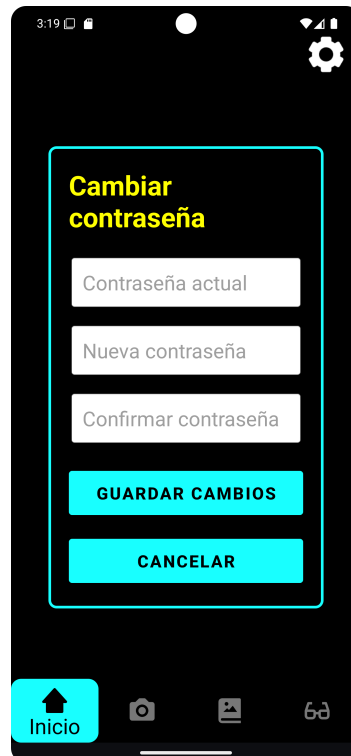 3:19
Cambiar
contraseña
Contraseña actual
Nueva contraseña
Confirmar contraseña
GUARDAR CAMBIOS
CANCELAR
Inicio